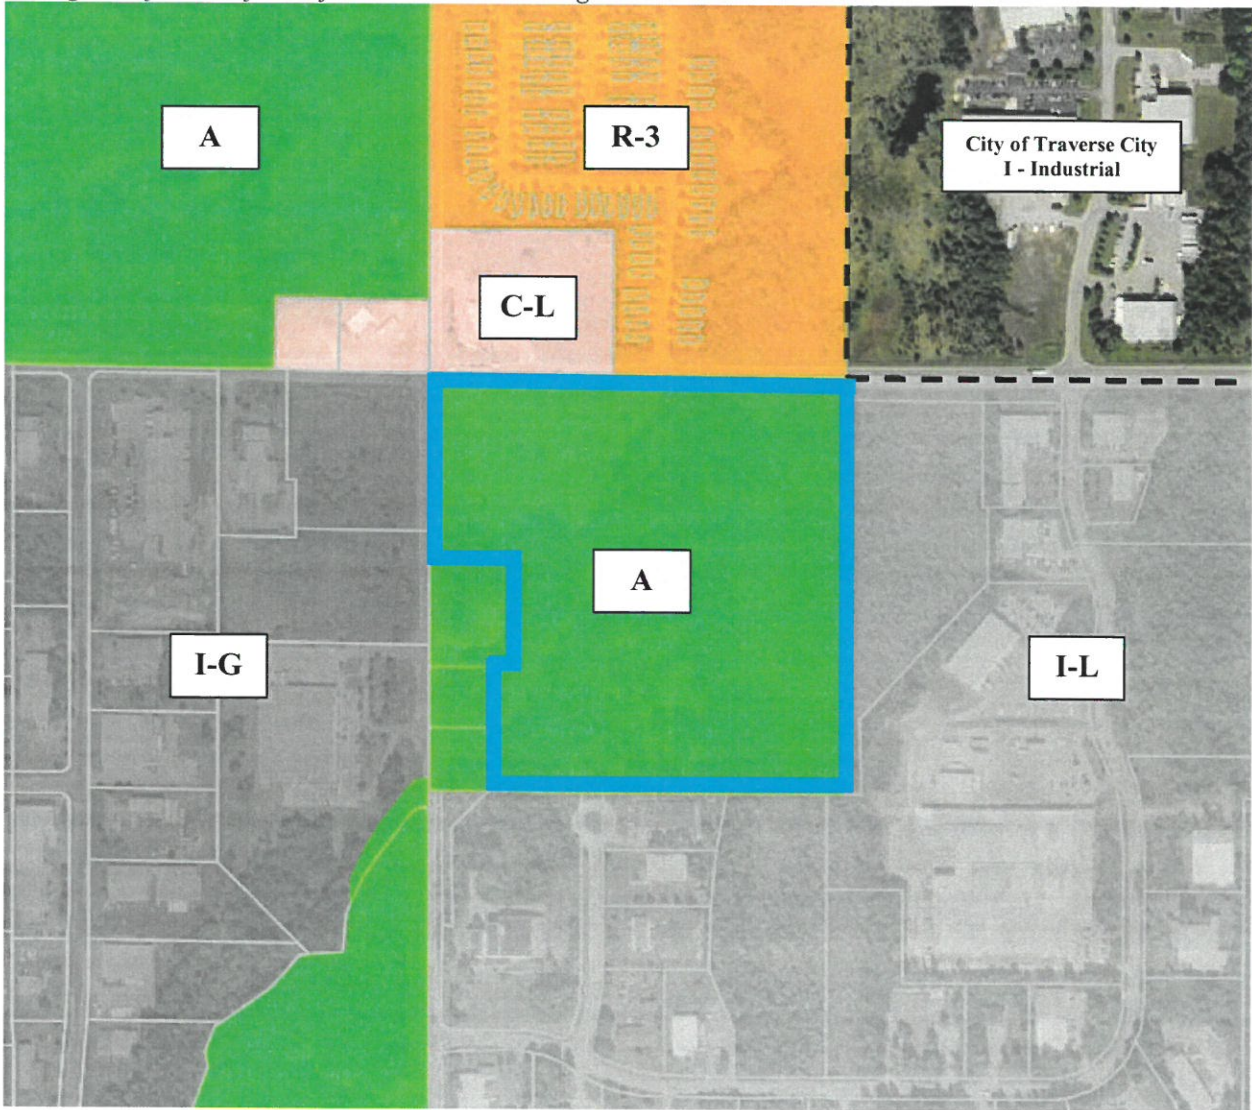 A
R-3
City of Traverse City
I - Industrial
C-L
A
I-G
I-L